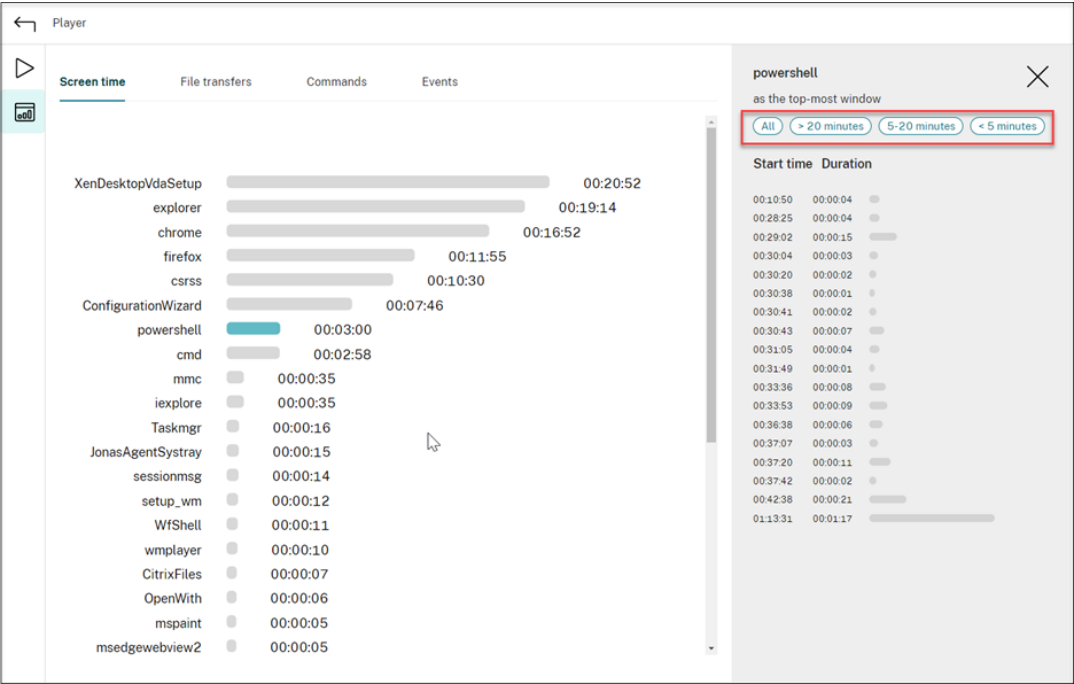 Player
Screen time File transfers Commands Events
XenDesktopVdaSetup 00:20:52
explorer 00:19:14
chrome 00:16:52
firefox 00:11:55
csrss 00:10:30
ConfigurationWizard 00:07:46
powershell 00:03:00
cmd 00:02:58
mmc 00:00:35
iexplore 00:00:35
Taskmgr 00:00:16
JonasAgentSystray 00:00:15
sessionmsg 00:00:14
setup_wm 00:00:12
WfShell 00:00:11
wmplayer 00:00:10
CitrixFiles 00:00:07
OpenWith 00:00:06
mspaint 00:00:05
msedgewebview2 00:00:05
powershell
as the top-most window
All > 20 minutes 5-20 minutes < 5 minutes
Start time Duration
00:10:50 00:00:04
00:28:25 00:00:04
00:29:02 00:00:15
00:30:04 00:00:03
00:30:20 00:00:02
00:30:38 00:00:01
00:30:41 00:00:02
00:30:43 00:00:07
00:31:05 00:00:04
00:31:49 00:00:01
00:33:36 00:00:08
00:33:53 00:00:09
00:36:38 00:00:06
00:37:07 00:00:03
00:37:20 00:00:11
00:37:42 00:00:02
00:42:38 00:00:21
01:13:31 00:01:17